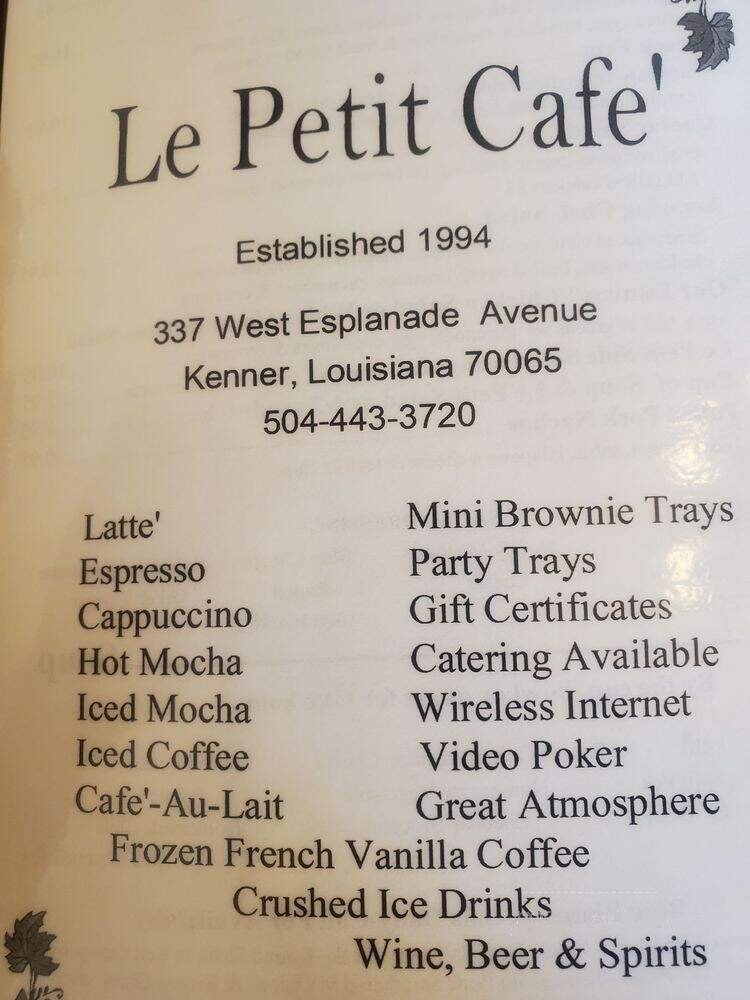 Le Petit Cafe'
Established 1994
337 West Esplanade Avenue
Kenner, Louisiana 70065
504-443-3720
Latte'
Espresso
Cappuccino
Hot Mocha
Iced Mocha
Iced Coffee
Cafe'-Au-Lait
Mini Brownie Trays
Party Trays
Gift Certificates
Catering Available
Wireless Internet
Video Poker
Great Atmosphere
Frozen French Vanilla Coffee
Crushed Ice Drinks
Wine, Beer & Spirits